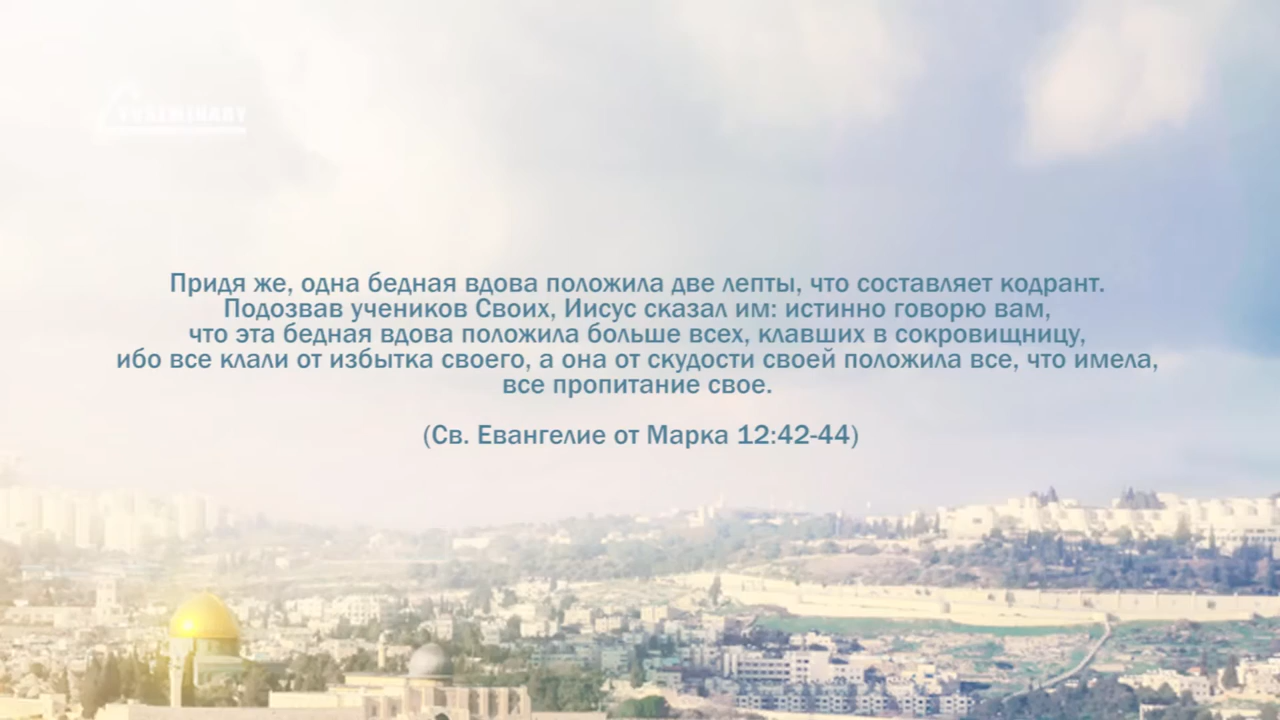 Придя же, одна бедная вдова положила две лепты, что составляет кодрант.
Подозвав учеников Своих, Иисус сказал им: истинно говорю вам,
что эта бедная вдова положила больше всех, клавших в сокровищницу,
ибо все клали от избытка своего, а она от скудости своей положила все, что имела,
все пропитание свое.
(Св. Евангелие от Марка 12:42-44)